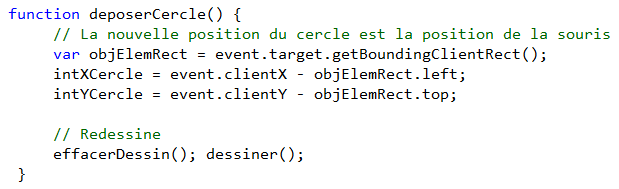 function deposerCercle() {
// La nouvelle position du cercle est la position de la souris
var objElemRect = event.target.getBoundingClientRect();
intXCercle = event.clientX - objElemRect.left;
intYCercle = event.clientY - objElemRect.top;
// Redessine
effacerDessin(); dessiner();
}